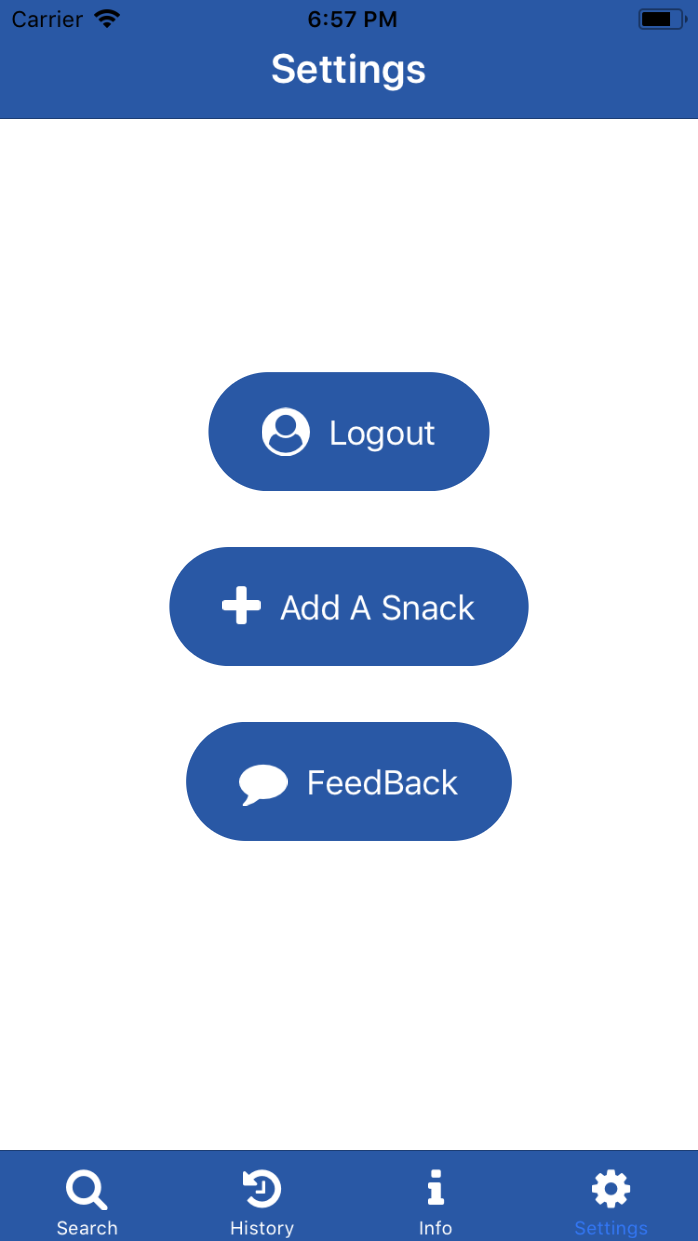 Carrier 6:57 PM
Settings
Logout
Add A Snack
FeedBack
Search History Info Settings